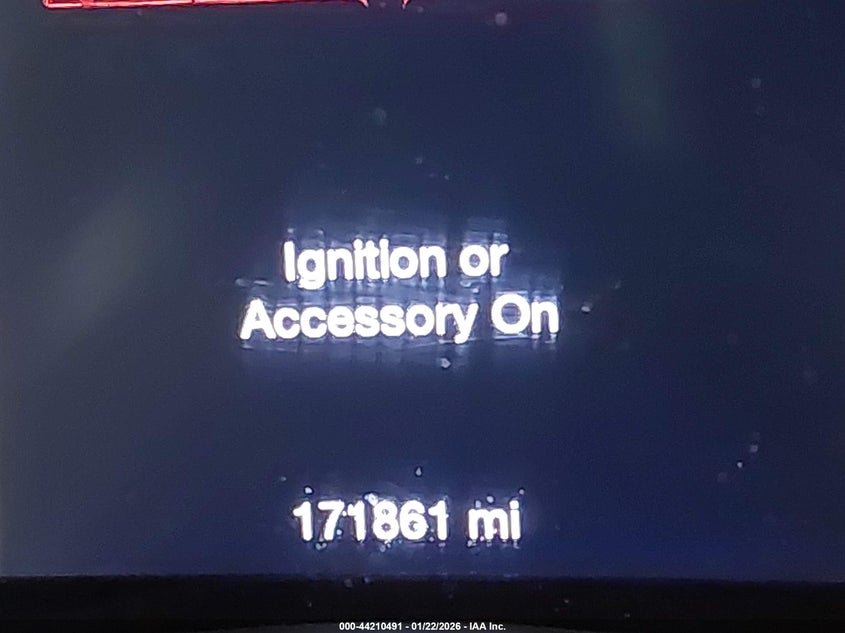 Ignition or
Accessory On
171861 mi
000-44210491 - 01/22/2026 - IAA Inc.